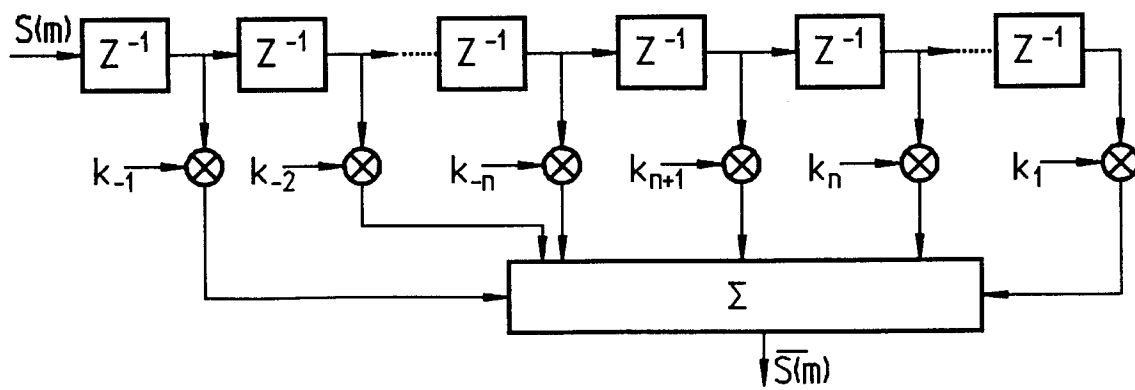 S(m)
Z⁻¹ Z⁻¹ Z⁻¹ Z⁻¹ Z⁻¹ Z⁻¹
k₋₁ k₋₂ k₋ₙ kₙ₊₁ kₙ k₁
Σ
S̅(̅m̅)̅